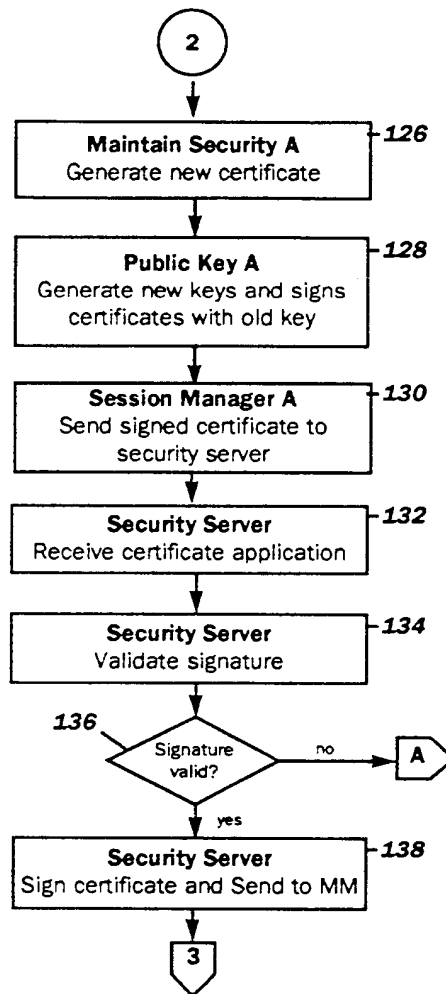 2
Maintain Security A
126
Generate new certificate
Public Key A
128
Generate new keys and signs
certificates with old key
Session Manager A
130
Send signed certificate to
security server
Security Server
132
Receive certificate application
Security Server
134
Validate signature
136
Signature
valid?
no
A
yes
Security Server
138
Sign certificate and Send to MM
3